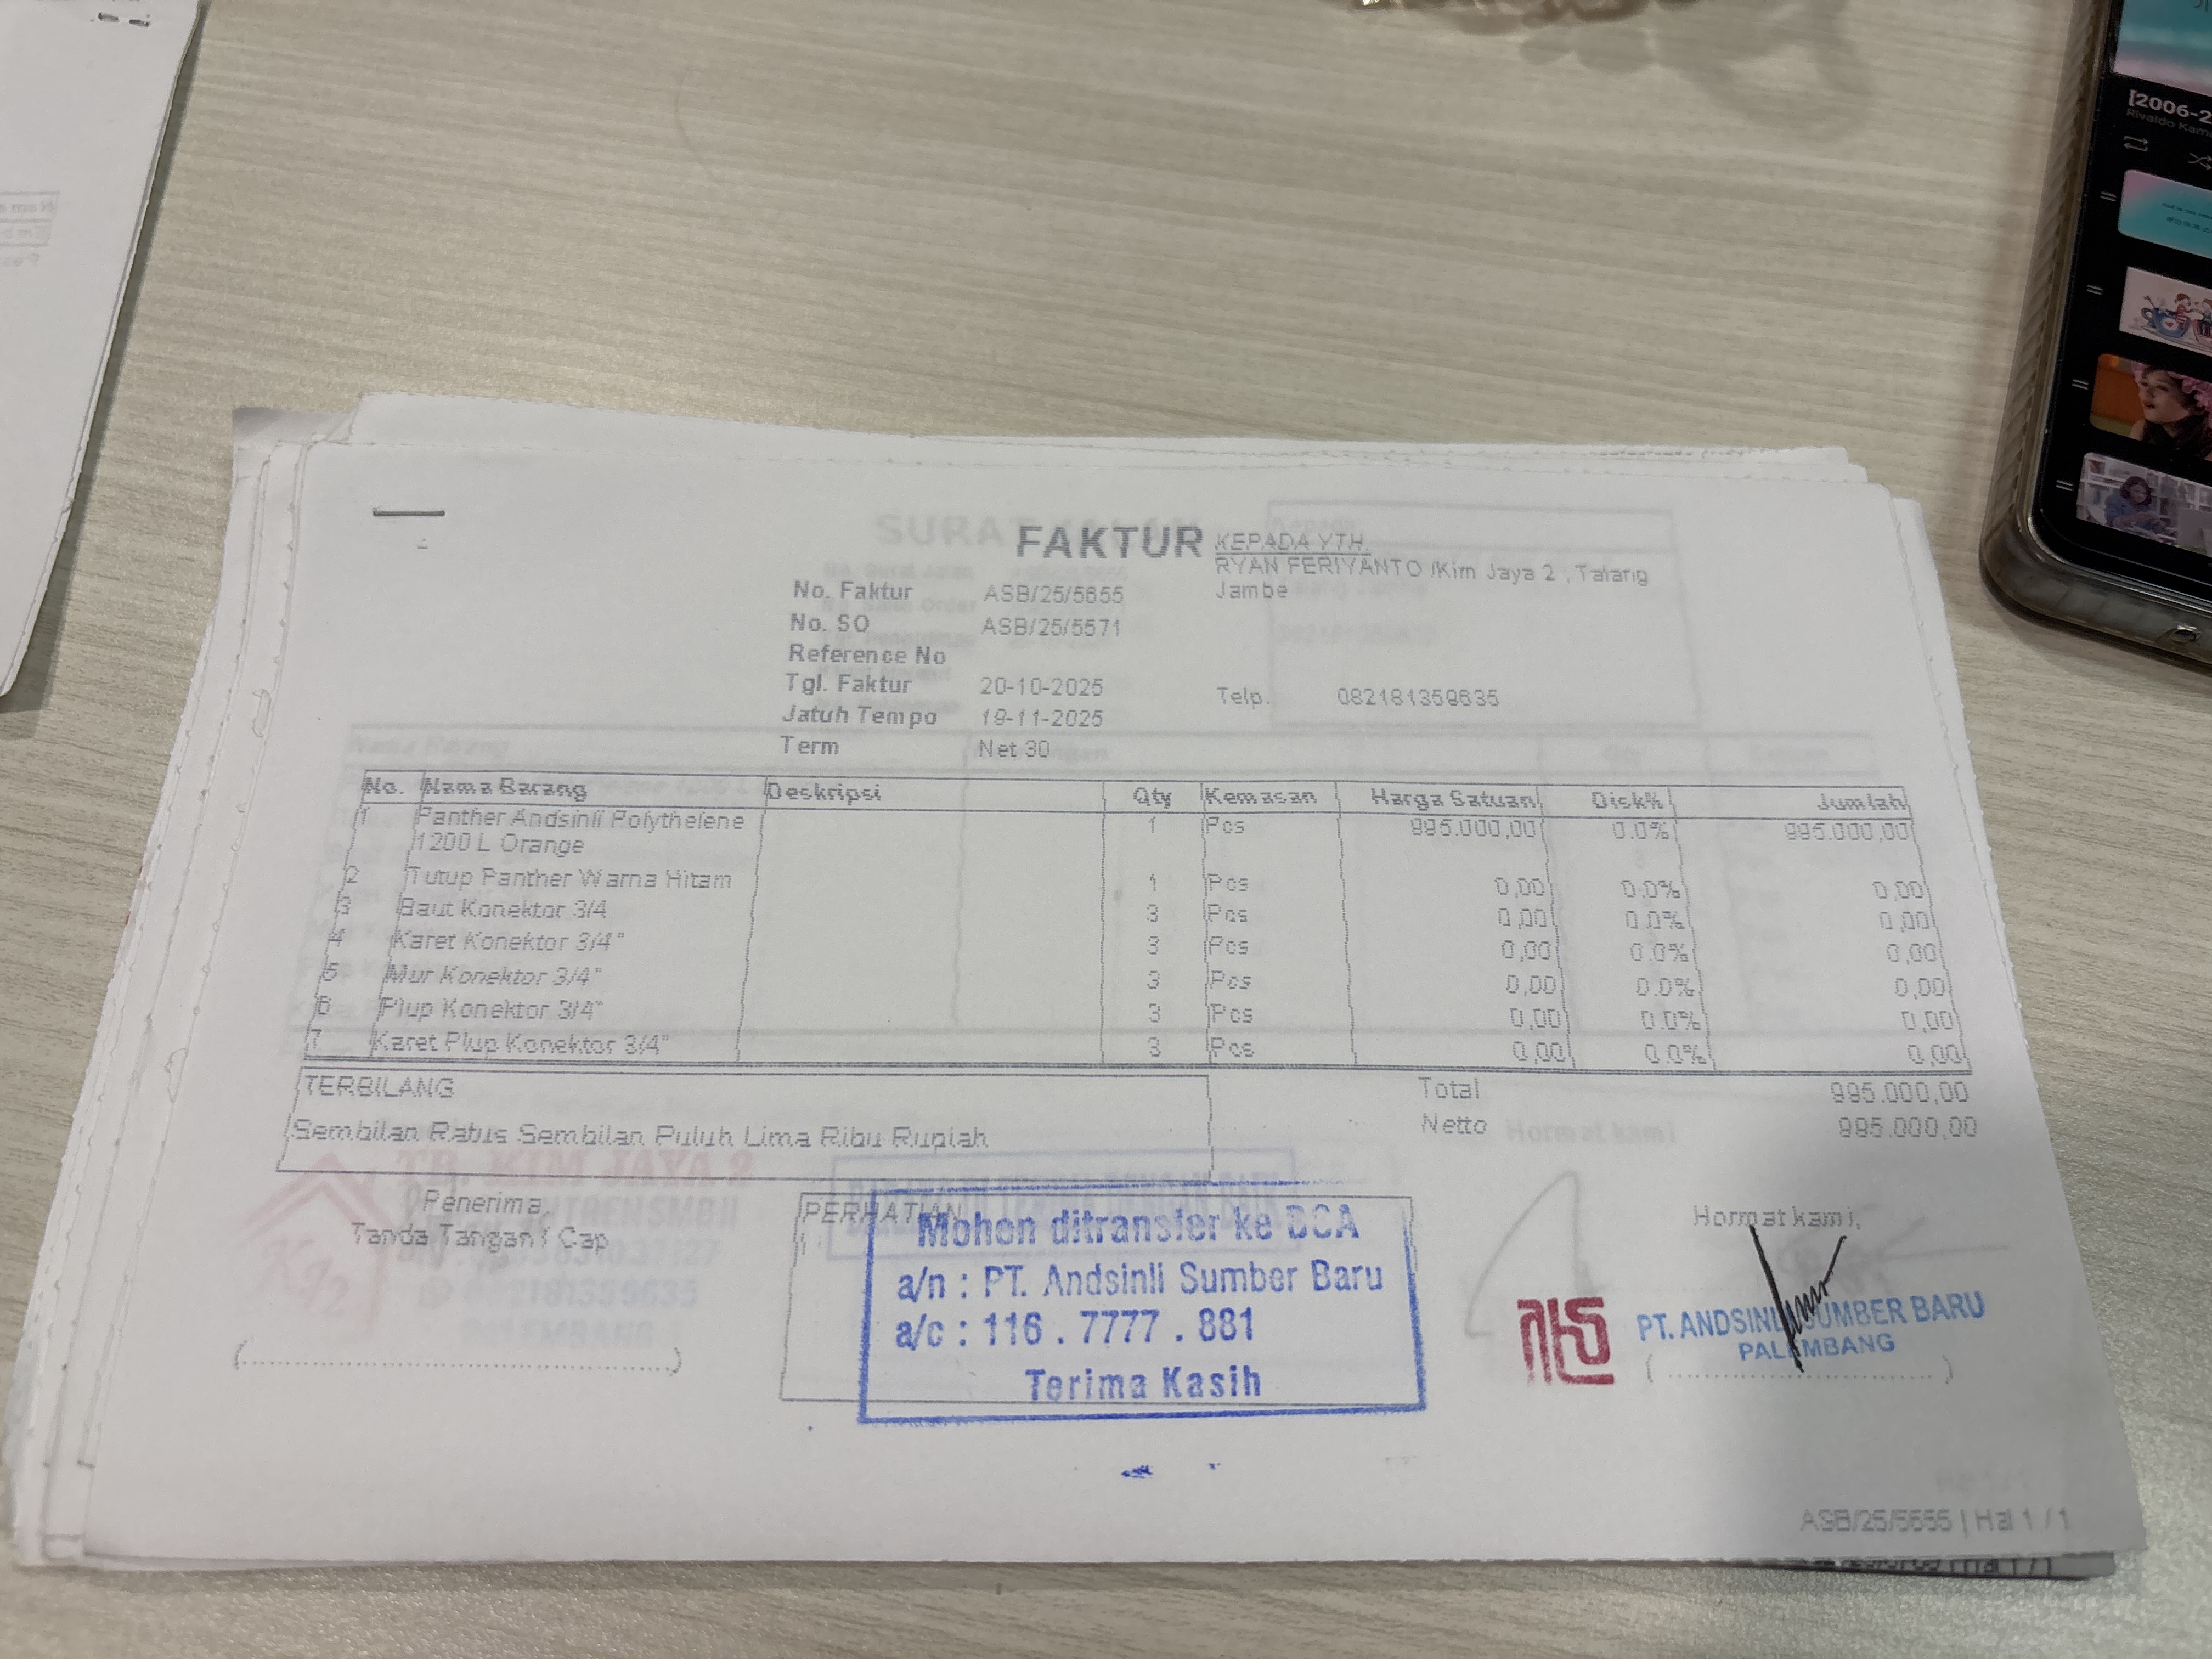 FAKTUR
No. Faktur ASB/25/5655
No. SO ASB/25/5571
Reference No
Tgl. Faktur 20-10-2025
Jatuh Tempo 19-11-2025
Term Net 30
KEPADA YTH.
RYAN FERIYANTO /Kim Jaya 2 , Talang
Jambe
Telp. 082181359635
No. Nama Barang Deskripsi Qty Kemasan Harga Satuan Disk% Jumlah
1 Panther Andsinli Polythelene 1 Pcs 995.000,00 0.0% 995.000,00
1200 L Orange
2 Tutup Panther Warna Hitam 1 Pcs 0,00 0.0% 0,00
3 Baut Konektor 3/4 3 Pcs 0,00 0.0% 0,00
4 Karet Konektor 3/4" 3 Pcs 0,00 0.0% 0,00
5 Mur Konektor 3/4" 3 Pcs 0,00 0.0% 0,00
6 Plup Konektor 3/4" 3 Pcs 0,00 0.0% 0,00
7 Karet Plup Konektor 3/4" 3 Pcs 0,00 0.0% 0,00
TERBILANG
Sembilan Ratus Sembilan Puluh Lima Ribu Rupiah
Total 995.000,00
Netto 995.000,00
Penerima,
Tanda Tangan / Cap
PERHATIAN
Mohon ditransfer ke BCA
a/n : PT. Andsinli Sumber Baru
a/c : 116 . 7777 . 881
Terima Kasih
Hormat kami,
PT. ANDSINLI SUMBER BARU
PALEMBANG
TB. KIM JAYA 2
ASB/25/5655 | Hal 1 / 1
[2006-2